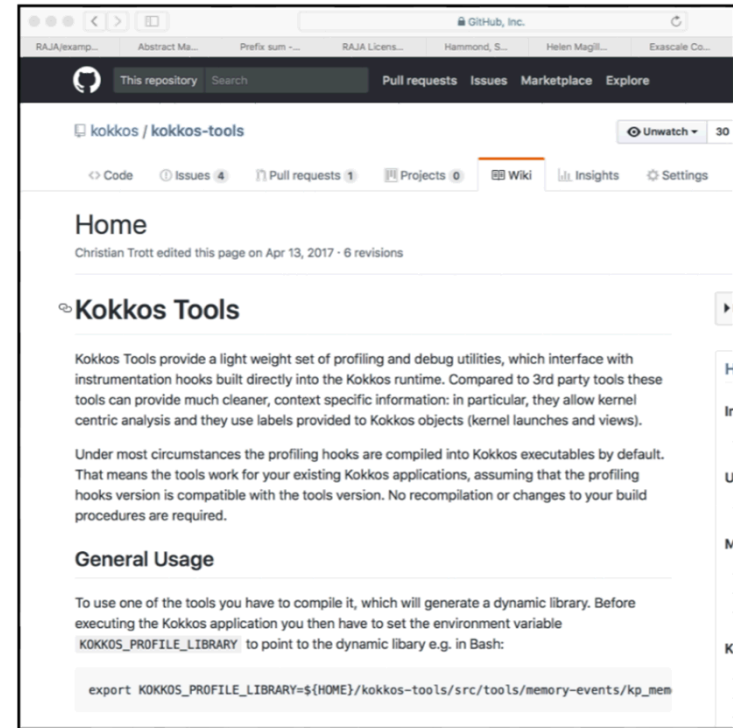 GitHub, Inc.
RAJA/examp...
Abstract Ma...
Prefix sum -...
RAJA Licens...
Hammond, S...
Helen Magill...
Exascale Co...
This repository Search Pull requests Issues Marketplace Explore
kokkos / kokkos-tools Unwatch 30
Code Issues 4 Pull requests 1 Projects 0 Wiki Insights Settings
Home
Christian Trott edited this page on Apr 13, 2017 · 6 revisions
Kokkos Tools
Kokkos Tools provide a light weight set of profiling and debug utilities, which interface with
instrumentation hooks built directly into the Kokkos runtime. Compared to 3rd party tools these
tools can provide much cleaner, context specific information: in particular, they allow kernel
centric analysis and they use labels provided to Kokkos objects (kernel launches and views).
Under most circumstances the profiling hooks are compiled into Kokkos executables by default.
That means the tools work for your existing Kokkos applications, assuming that the profiling
hooks version is compatible with the tools version. No recompilation or changes to your build
procedures are required.
General Usage
To use one of the tools you have to compile it, which will generate a dynamic library. Before
executing the Kokkos application you then have to set the environment variable
KOKKOS_PROFILE_LIBRARY to point to the dynamic libary e.g. in Bash:
export KOKKOS_PROFILE_LIBRARY=${HOME}/kokkos-tools/src/tools/memory-events/kp_mem